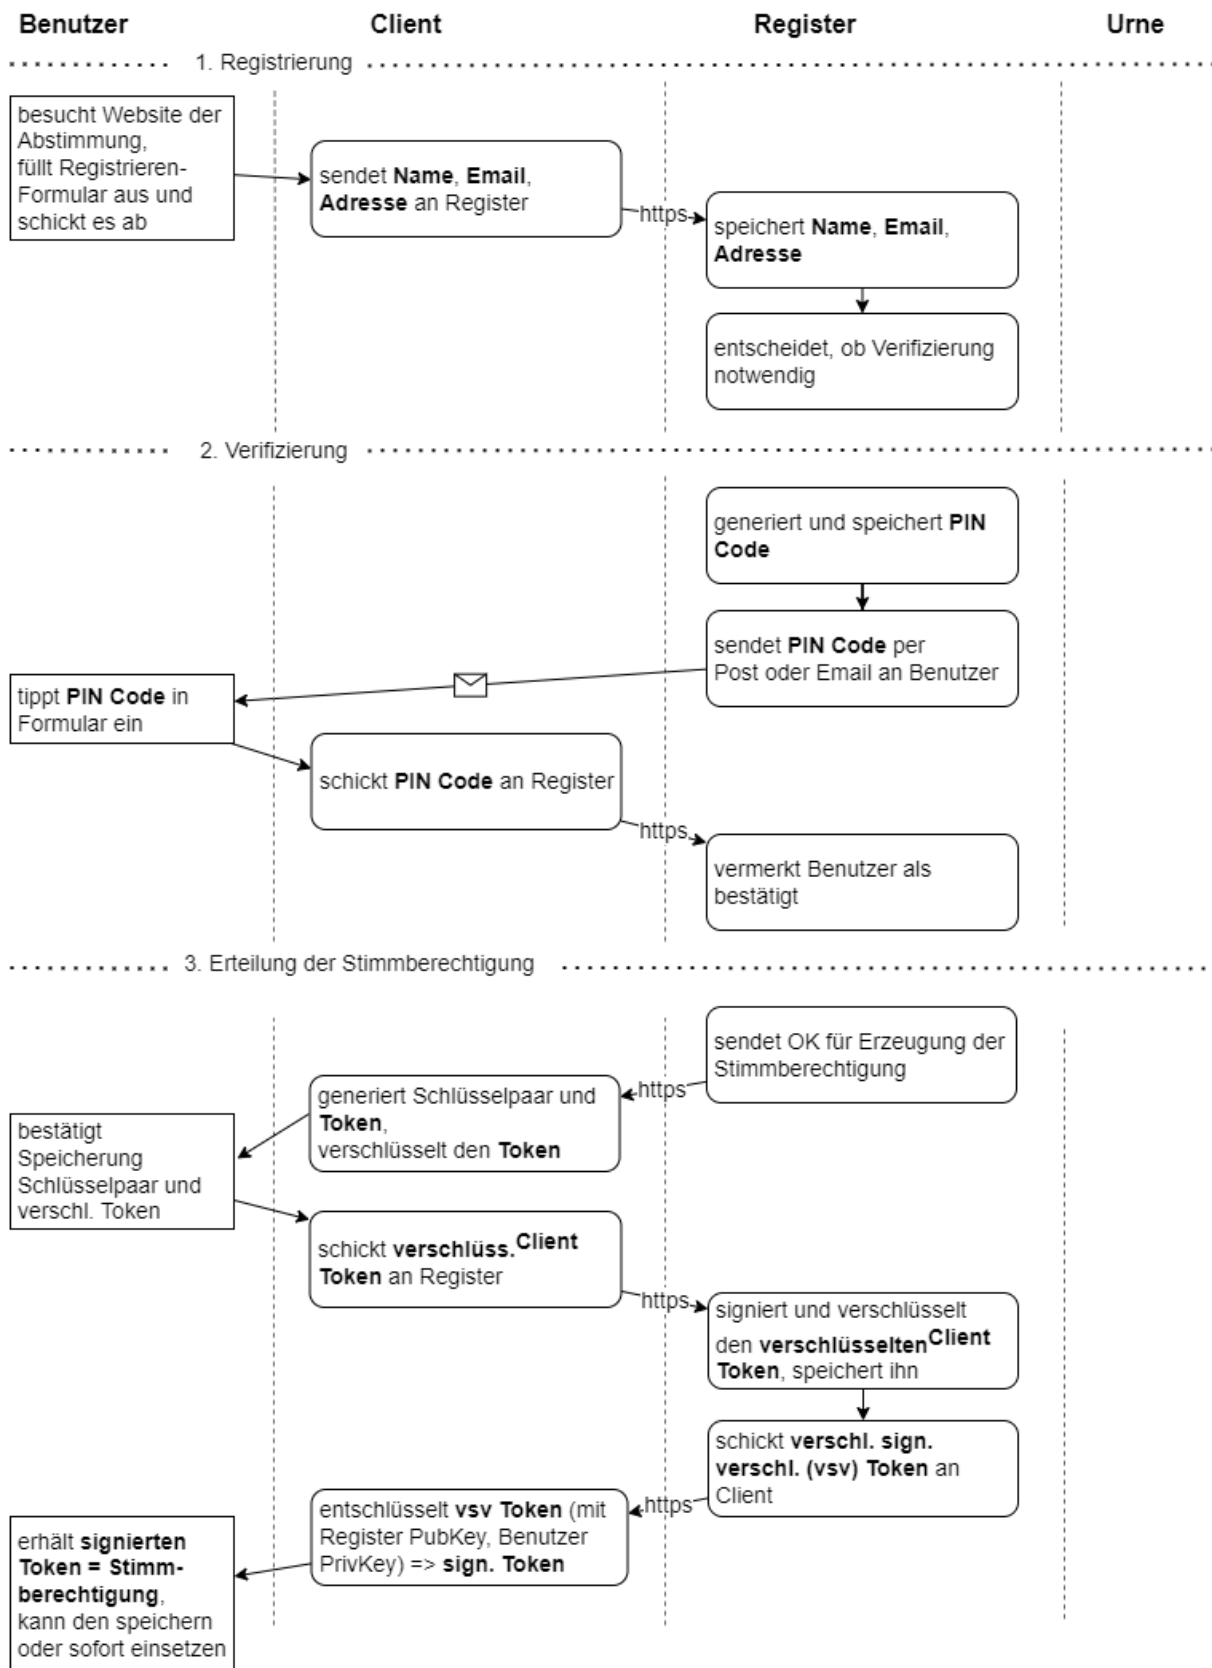 Benutzer
Client
Register
Urne
1. Registrierung
besucht Website der
Abstimmung,
füllt Registrieren-
Formular aus und
schickt es ab
sendet Name, Email,
Adresse an Register
https
speichert Name, Email,
Adresse
entscheidet, ob Verifizierung
notwendig
2. Verifizierung
generiert und speichert PIN
Code
sendet PIN Code per
Post oder Email an Benutzer
tippt PIN Code in
Formular ein
schickt PIN Code an Register
https
vermerkt Benutzer als
bestätigt
3. Erteilung der Stimmberechtigung
sendet OK für Erzeugung der
Stimmberechtigung
https
generiert Schlüsselpaar und
Token,
verschlüsselt den Token
bestätigt
Speicherung
Schlüsselpaar und
verschl. Token
schickt verschlüss.Client
Token an Register
https
signiert und verschlüsselt
den verschlüsseltenClient
Token, speichert ihn
schickt verschl. sign.
verschl. (vsv) Token an
Client
https
entschlüsselt vsv Token (mit
Register PubKey, Benutzer
PrivKey) => sign. Token
erhält signierten
Token = Stimm-
berechtigung,
kann den speichern
oder sofort einsetzen